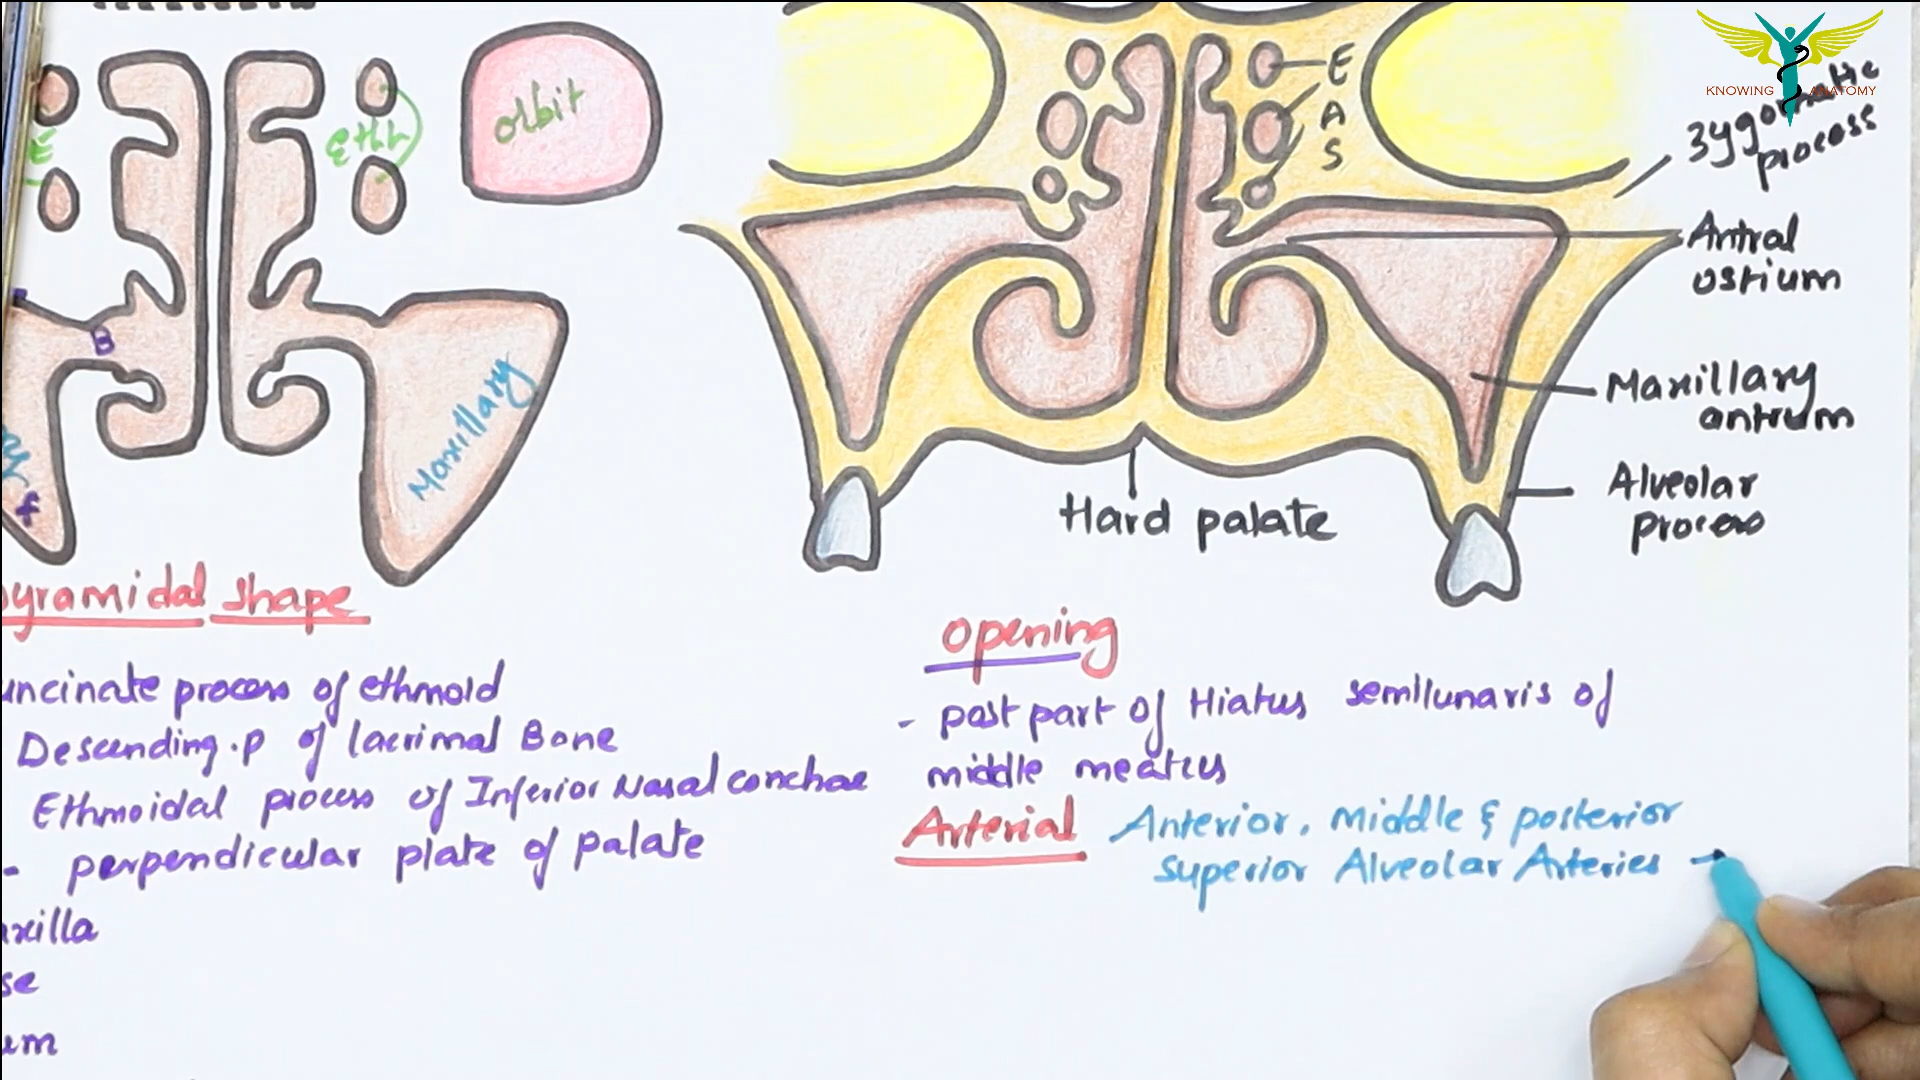 KNOWING ANATOMY
orbit
Eth
E
E
A
S
zygomatic
process
Antral
ostium
B
Maxillary
Maxillary
antrum
Alveolar
process
f
Hard palate
pyramidal shape
uncinate process of ethmoid
Descending.p of lacrimal Bone
Ethmoidal process of Inferior Nasal conchae
- perpendicular plate of palate
axilla
se
um
opening
- post part of Hiatus semilunaris of
middle meatus
Arterial Anterior, Middle & posterior
superior Alveolar Arteries →